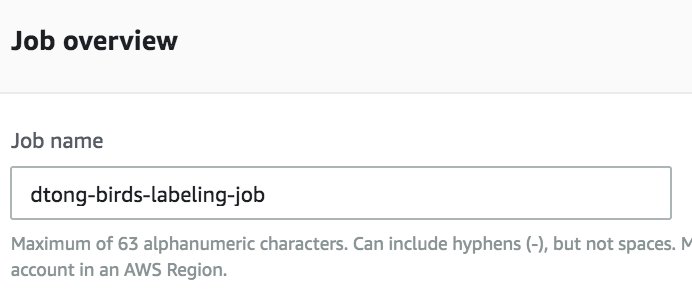 Job overview
Job name
dtong-birds-labeling-job
Maximum of 63 alphanumeric characters. Can include hyphens (-), but not spaces.
account in an AWS Region.